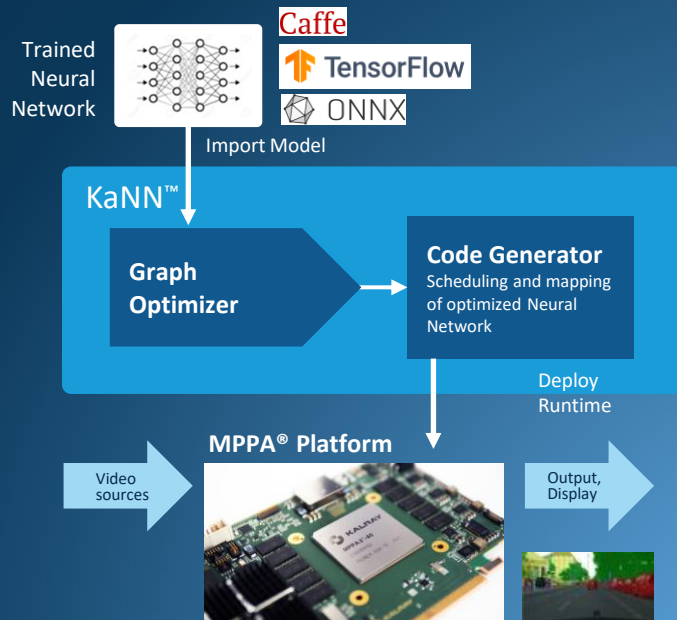 Caffe
Trained
Neural
Network
TensorFlow
ONNX
Import Model
KaNN™
Graph
Optimizer
Code Generator
Scheduling and mapping
of optimized Neural
Network
Deploy
Runtime
MPPA® Platform
Video
sources
Output,
Display
KALRAY